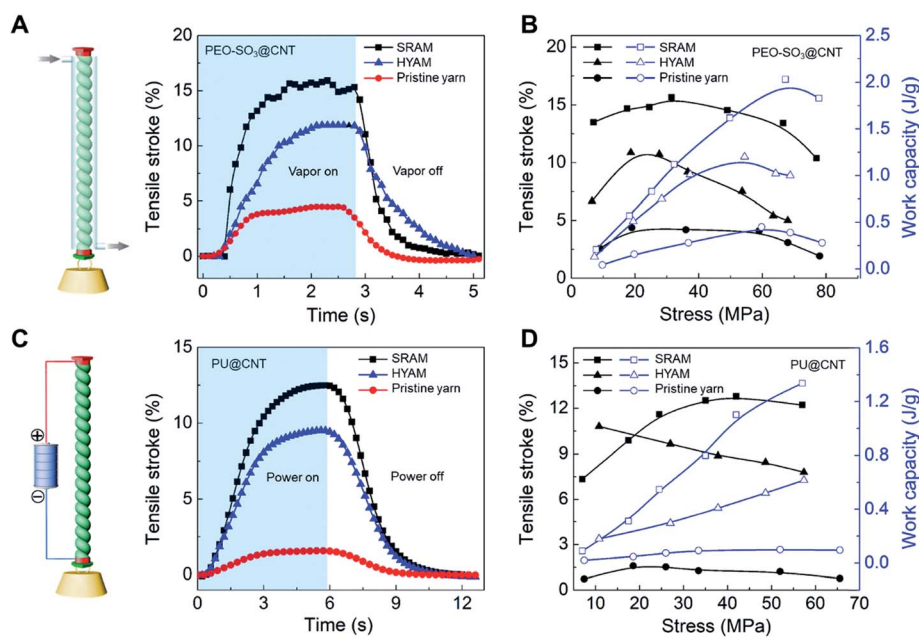 A
PEO-SO₃@CNT
SRAM
HYAM
Pristine yarn
Vapor on
Vapor off
Tensile stroke (%)
20
15
10
5
0
0
1
2
3
4
5
Time (s)
B
PEO-SO₃@CNT
SRAM
HYAM
Pristine yarn
Tensile stroke (%)
20
15
10
5
0
0
20
40
60
80
100
Stress (MPa)
Work capacity (J/g)
2.5
2.0
1.5
1.0
0.5
0.0
C
+
−
PU@CNT
SRAM
HYAM
Pristine yarn
Power on
Power off
Tensile stroke (%)
15
10
5
0
0
3
6
9
12
Time (s)
D
PU@CNT
SRAM
HYAM
Pristine yarn
Tensile stroke (%)
15
12
9
6
3
0
10
20
30
40
50
60
70
Stress (MPa)
Work capacity (J/g)
1.6
1.2
0.8
0.4
0.0